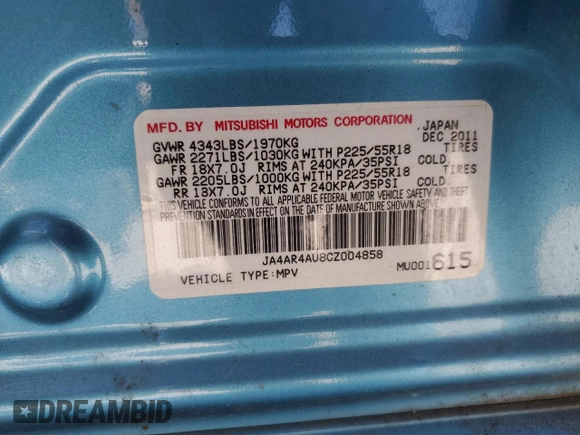 MFD. BY MITSUBISHI MOTORS CORPORATION JAPAN
GVWR 4343LBS/1970KG DEC 2011
GAWR 2271LBS/1030KG WITH P225/55R18 TIRES
FR 18X7.0J RIMS AT 240KPA/35PSI COLD
GAWR 2205LBS/1000KG WITH P225/55R18 TIRES
RR 18X7.0J RIMS AT 240KPA/35PSI COLD
THIS VEHICLE CONFORMS TO ALL APPLICABLE FEDERAL MOTOR VEHICLE SAFETY AND THEFT
PREVENTION STANDARDS IN EFFECT ON THE DATE OF MANUFACTURE SHOWN ABOVE.
JA4AR4AU8CZ004858
VEHICLE TYPE:MPV MU001615
DREAMBID